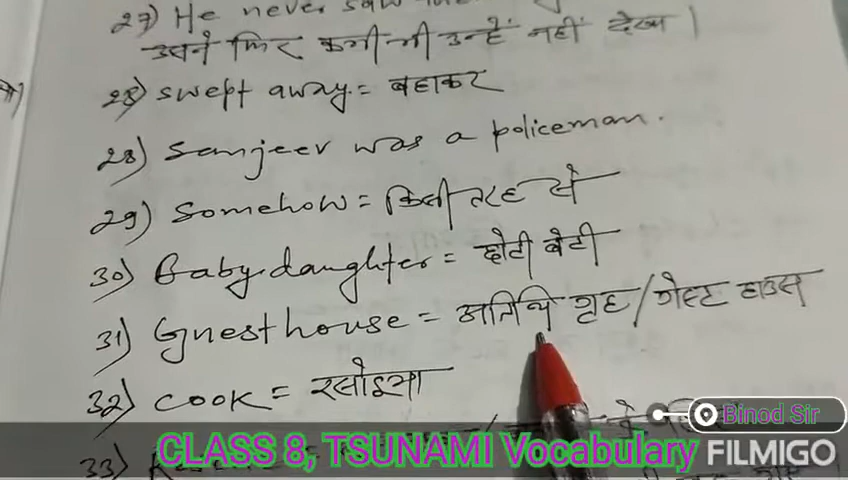 27) He never saw
उसने फिर कभी भी उन्हें नहीं देखा |
28) swept away = बहाकर
28) Sanjeev was a policeman.
29) Somehow = किसी तरह से
30) Baby daughter = छोटी बेटी
31) Guest house = अतिथि गृह/गेस्ट हाउस
32) Cook = रसोइया
33)
Binod Sir
CLASS 8, TSUNAMI Vocabulary FILMIGO